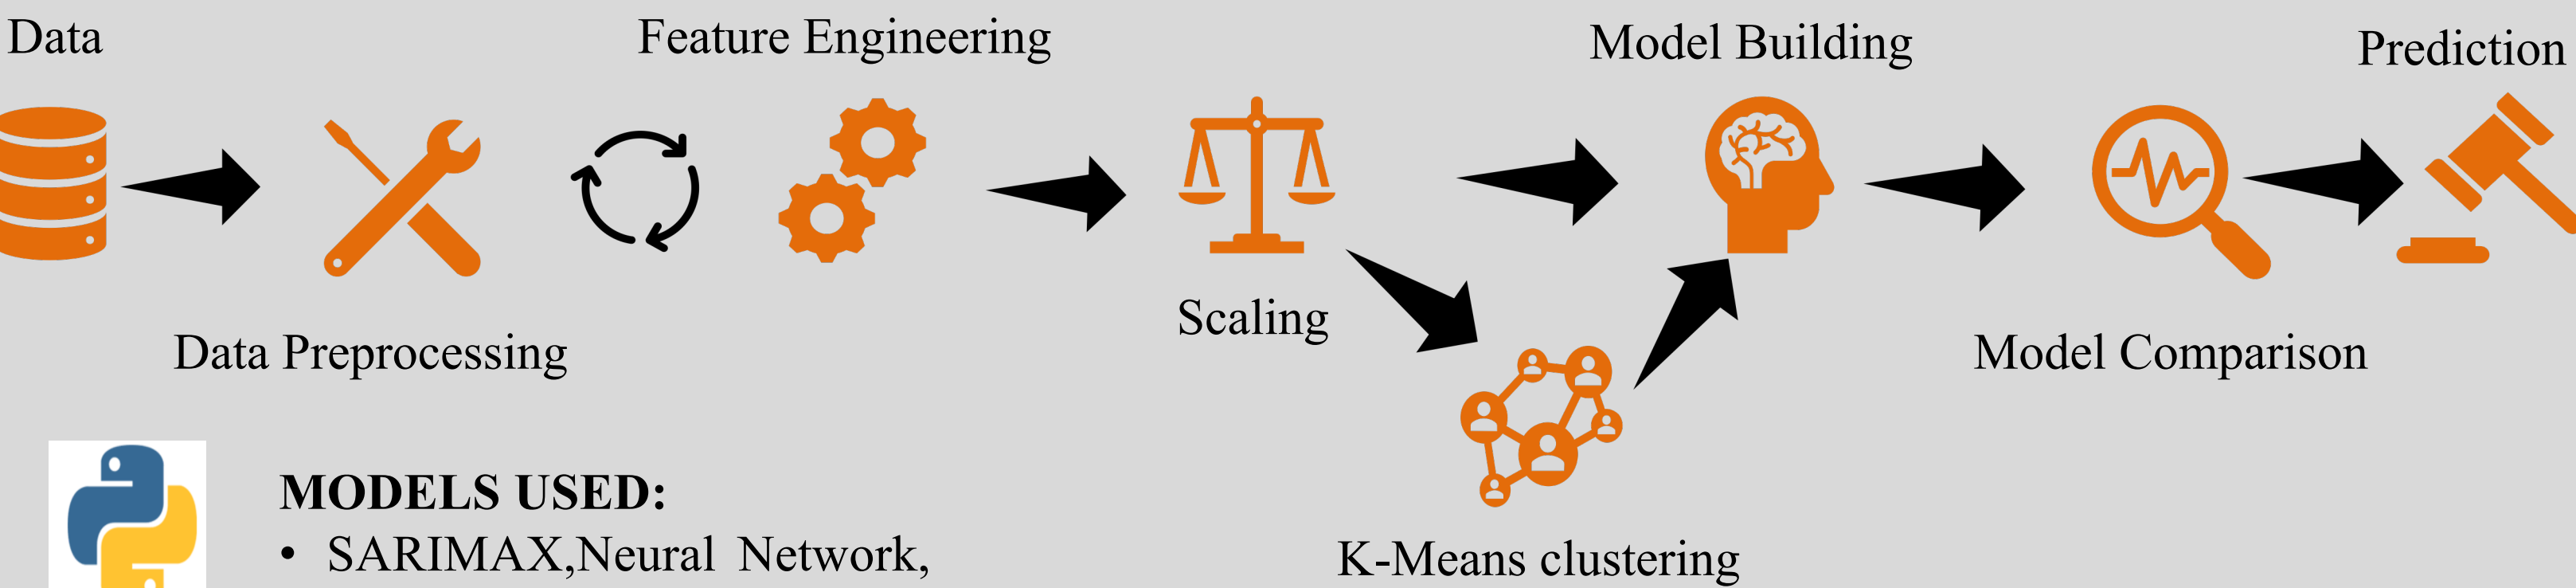 Data
Feature Engineering
Model Building
Prediction
Scaling
Data Preprocessing
Model Comparison
MODELS USED:
• SARIMAX,Neural Network,
K-Means clustering